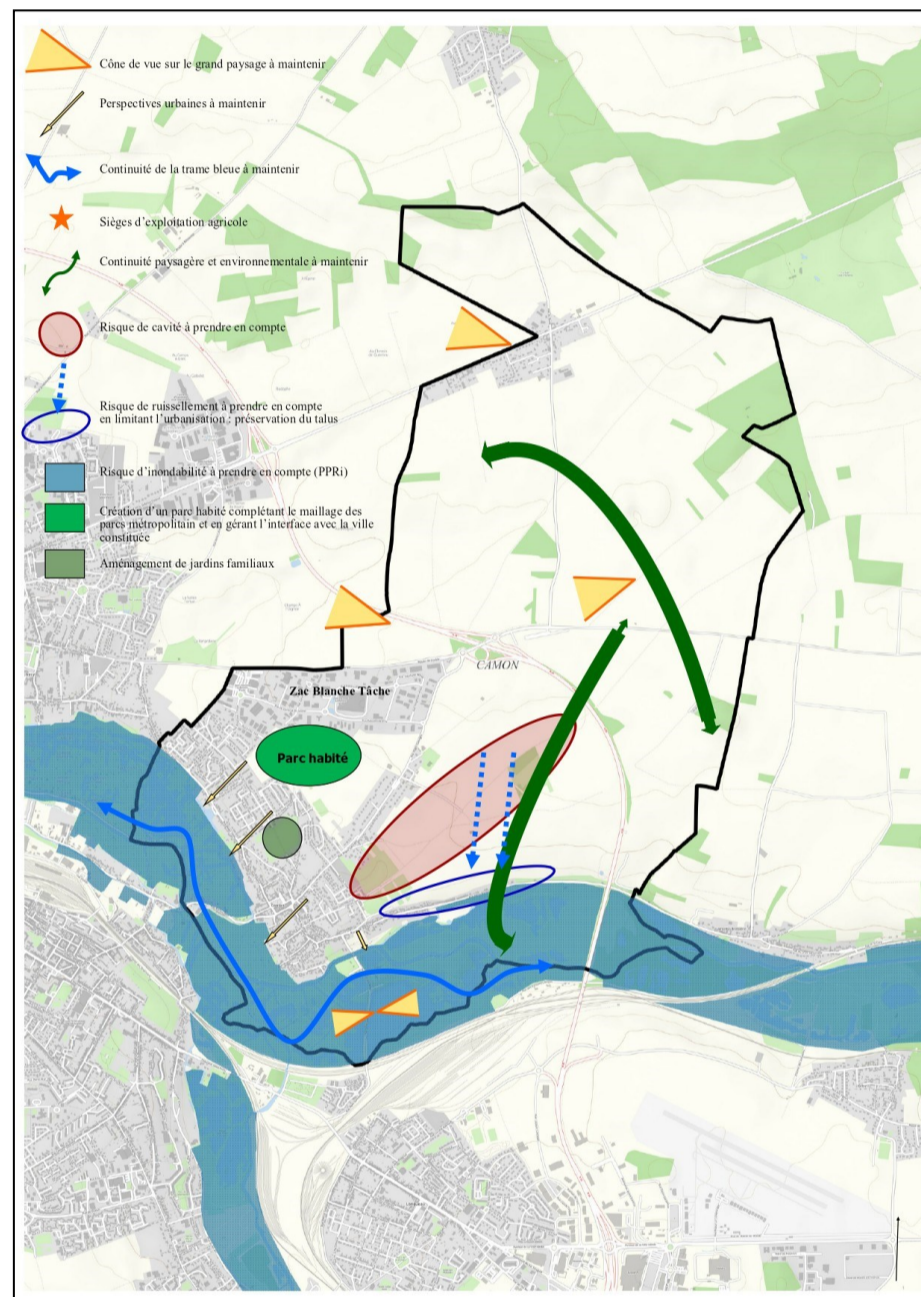 Cône de vue sur le grand paysage à maintenir
Perspectives urbaines à maintenir
Continuité de la trame bleue à maintenir
Sièges d'exploitation agricole
Continuité paysagère et environnementale à maintenir
Risque de cavité à prendre en compte
Risque de ruissellement à prendre en compte
en limitant l'urbanisation : préservation du talus
Risque d'inondabilité à prendre en compte (PPRi)
Création d'un parc habité complétant le maillage des
parcs métropolitain et en gérant l'interface avec la ville
constituée
Aménagement de jardins familiaux
CAMON
Zac Blanche Tâche
Parc habité